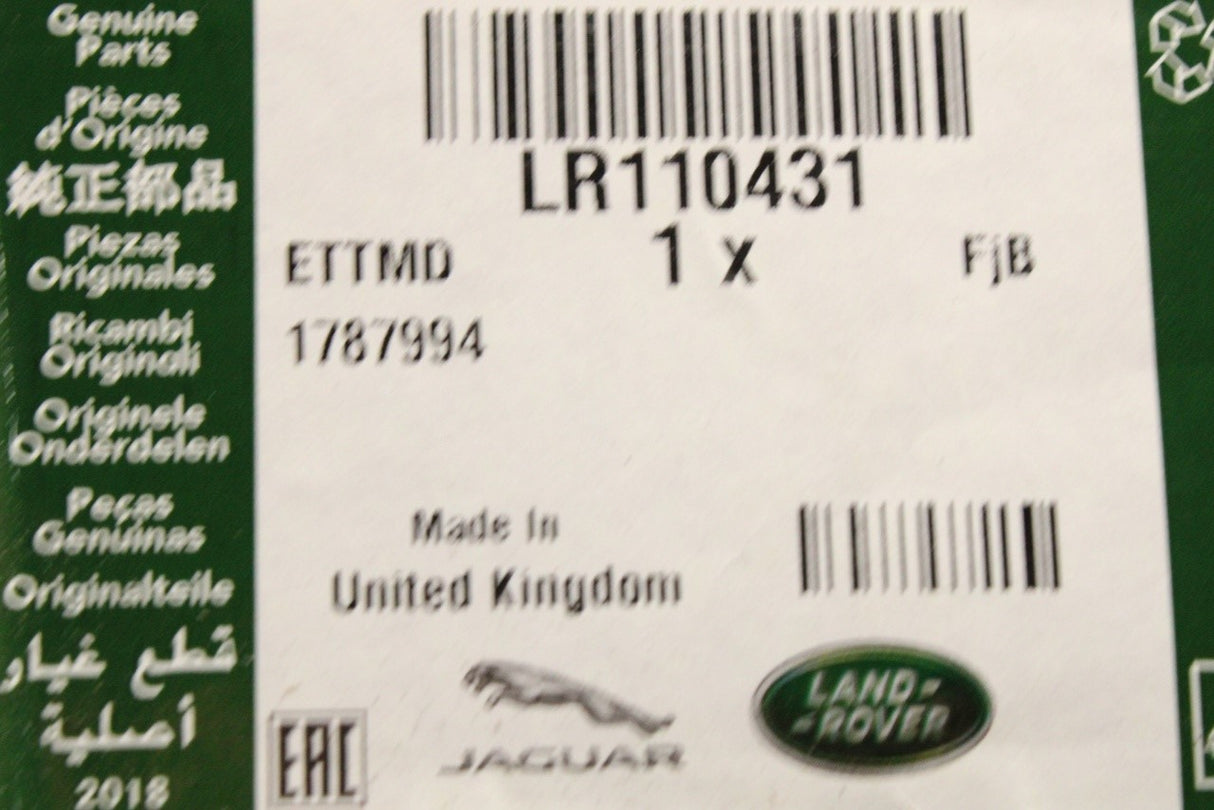 Genuine
Parts
Pièces
d'Origine
純正部品
Piezas
Originales
Ricambi
Originali
Originele
Onderdelen
Peças
Genuínas
Originalteile
قطع غيار
أصلية
2018
LR110431
ETTMD 1 x FjB
1787994
Made In
United Kingdom
EAC
JAGUAR
LAND-
-ROVER